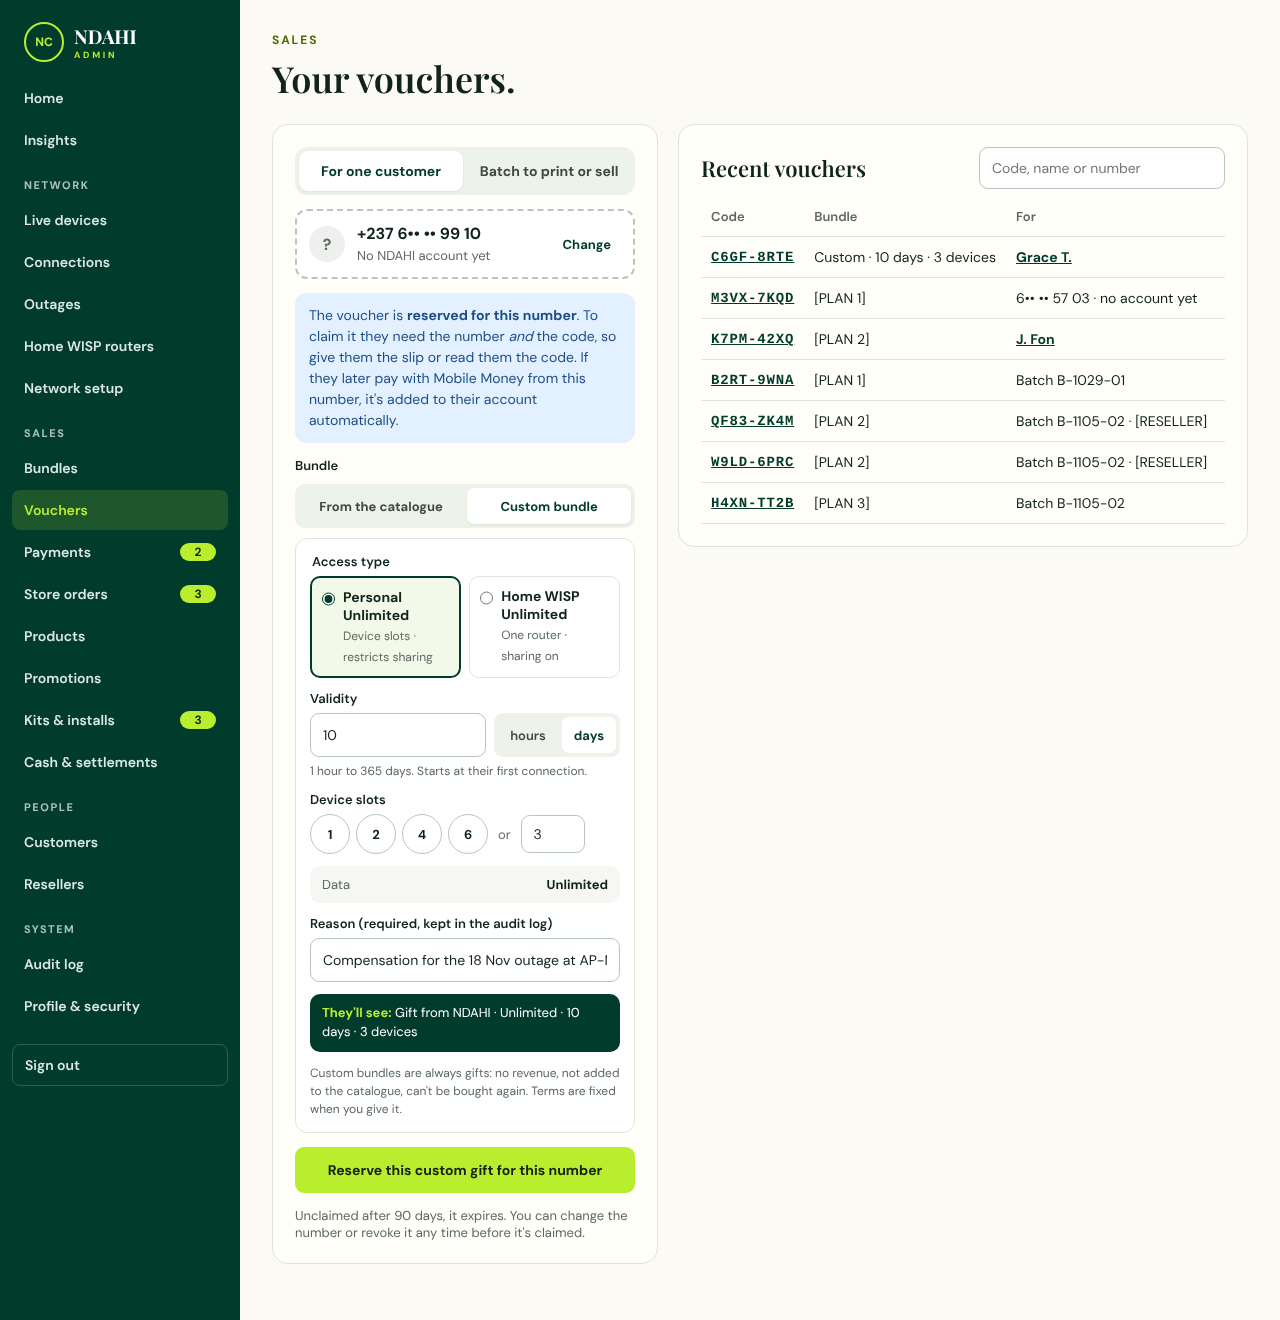 NC
NDAHI
ADMIN
Home
Insights
NETWORK
Live devices
Connections
Outages
Home WISP routers
Network setup
SALES
Bundles
Vouchers
Payments 2
Store orders 3
Products
Promotions
Kits & installs 3
Cash & settlements
PEOPLE
Customers
Resellers
SYSTEM
Audit log
Profile & security
Sign out
SALES
Your vouchers.
For one customer Batch to print or sell
?
+237 6•• •• 99 10
No NDAHI account yet
Change
The voucher is reserved for this number. To
claim it they need the number and the code, so
give them the slip or read them the code. If
they later pay with Mobile Money from this
number, it's added to their account
automatically.
Bundle
From the catalogue Custom bundle
Access type
Personal
Unlimited
Device slots ·
restricts sharing
Home WISP
Unlimited
One router ·
sharing on
Validity
10 hours days
1 hour to 365 days. Starts at their first connection.
Device slots
1 2 4 6 or 3
Data Unlimited
Reason (required, kept in the audit log)
Compensation for the 18 Nov outage at AP-
They'll see: Gift from NDAHI · Unlimited · 10
days · 3 devices
Custom bundles are always gifts: no revenue, not added
to the catalogue, can't be bought again. Terms are fixed
when you give it.
Reserve this custom gift for this number
Unclaimed after 90 days, it expires. You can change the
number or revoke it any time before it's claimed.
Recent vouchers
Code, name or number
Code Bundle For
C6GF-8RTE Custom · 10 days · 3 devices Grace T.
M3VX-7KQD [PLAN 1] 6•• •• 57 03 · no account yet
K7PM-42XQ [PLAN 2] J. Fon
B2RT-9WNA [PLAN 1] Batch B-1029-01
QF83-ZK4M [PLAN 2] Batch B-1105-02 · [RESELLER]
W9LD-6PRC [PLAN 2] Batch B-1105-02 · [RESELLER]
H4XN-TT2B [PLAN 3] Batch B-1105-02